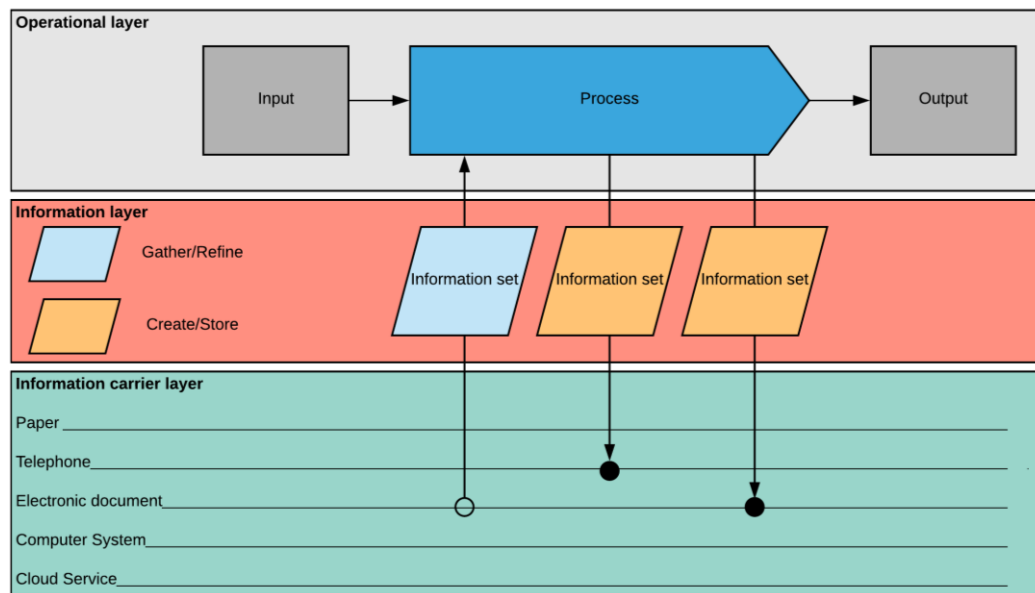 Operational layer
Input
Process
Output
Information layer
Gather/Refine
Create/Store
Information set
Information set
Information set
Information carrier layer
Paper
Telephone
Electronic document
Computer System
Cloud Service